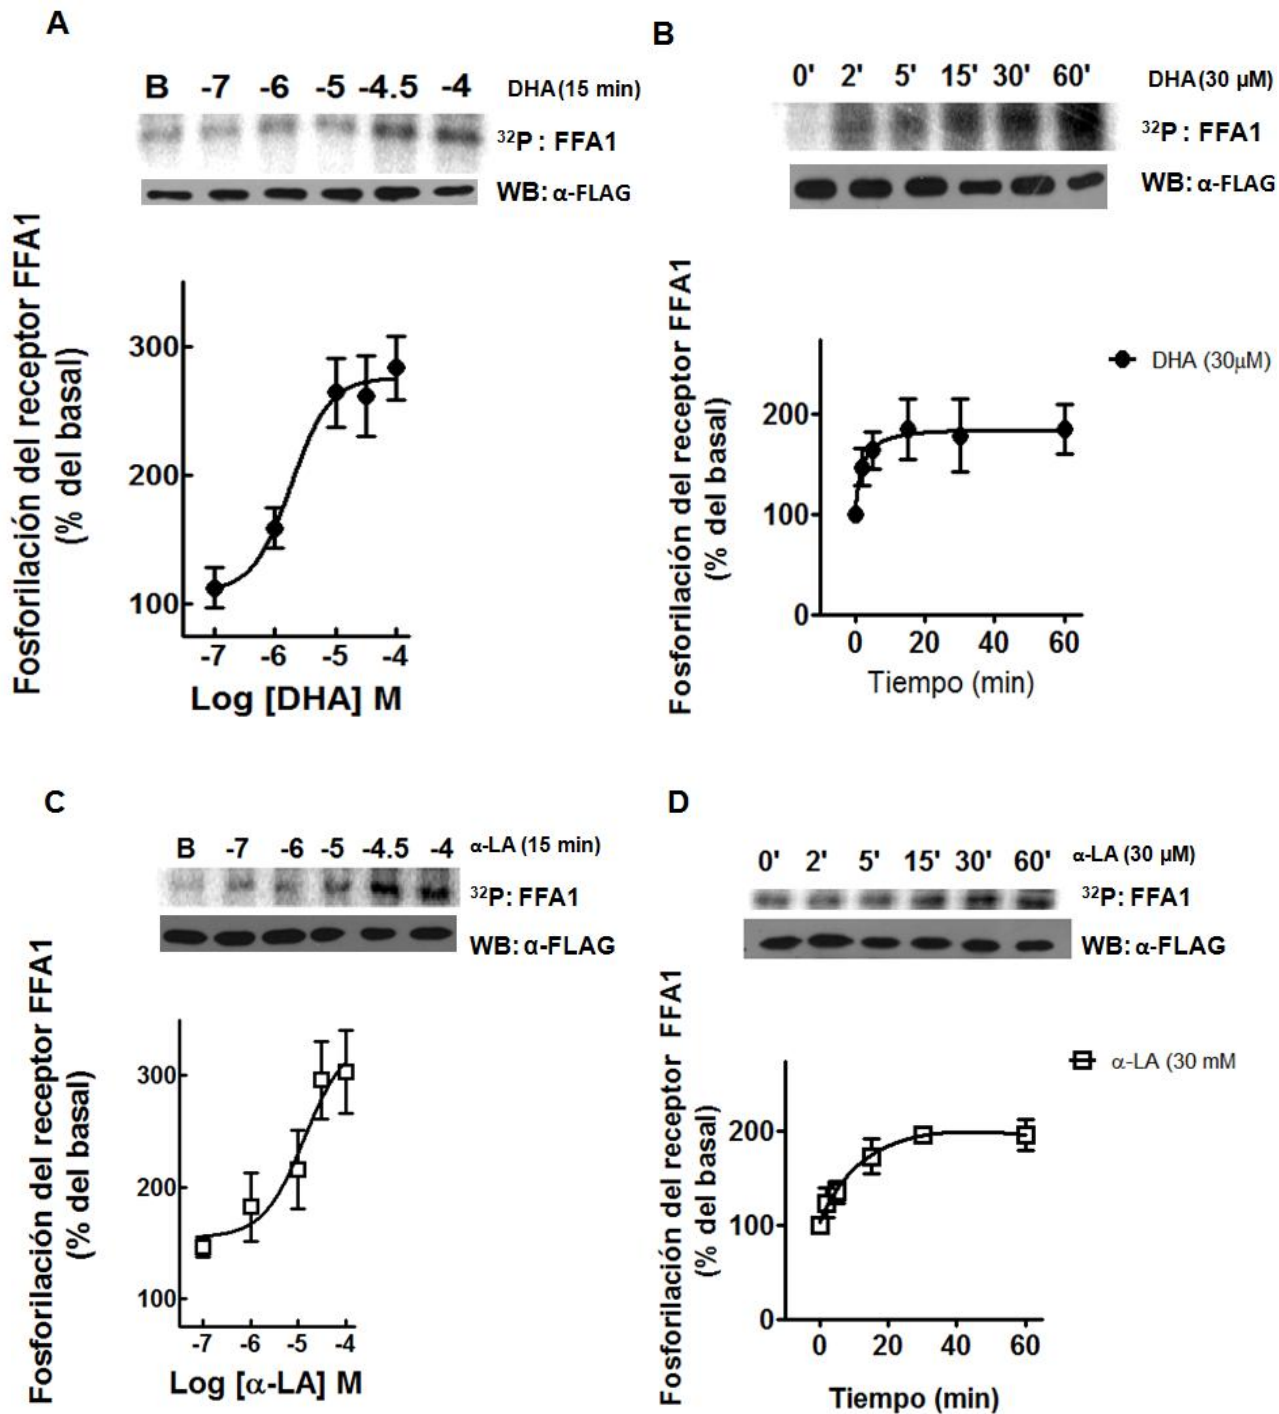 A
B -7 -6 -5 -4.5 -4 DHA (15 min)
³²P : FFA1
WB: α-FLAG
Fosforilación del receptor FFA1
(% del basal)
300
200
100
-7 -6 -5 -4
Log [DHA] M
B
0' 2' 5' 15' 30' 60' DHA (30 µM)
³²P : FFA1
WB: α-FLAG
Fosforilación del receptor FFA1
(% del basal)
DHA (30µM)
200
100
0
0 20 40 60
Tiempo (min)
C
B -7 -6 -5 -4.5 -4 α-LA (15 min)
³²P: FFA1
WB: α-FLAG
Fosforilación del receptor FFA1
(% del basal)
300
200
100
-7 -6 -5 -4
Log [α-LA] M
D
0' 2' 5' 15' 30' 60' α-LA (30 µM)
³²P: FFA1
WB: α-FLAG
Fosforilación del receptor FFA1
(% del basal)
α-LA (30 mM
200
100
0
0 20 40 60
Tiempo (min)